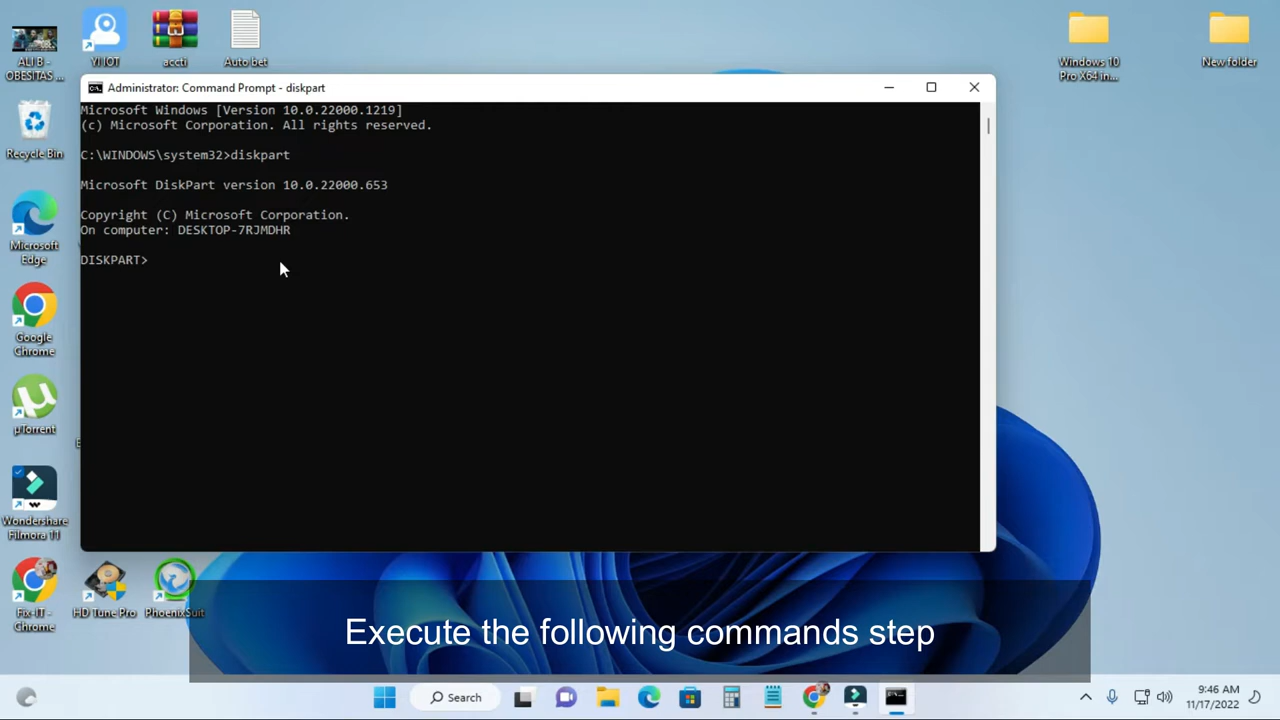 ALI B -
OBESITAS ...
YI IOT
accti
Auto bet
Windows 10
Pro X64 in...
New folder
Administrator: Command Prompt - diskpart
Microsoft Windows [Version 10.0.22000.1219]
(c) Microsoft Corporation. All rights reserved.
C:\WINDOWS\system32>diskpart
Microsoft DiskPart version 10.0.22000.653
Copyright (C) Microsoft Corporation.
On computer: DESKTOP-7RJMDHR
DISKPART>
Recycle Bin
Microsoft
Edge
Google
Chrome
µTorrent
Wondershare
Filmora 11
Fix-IT -
Chrome
HD Tune Pro
PhoenixSuit
Execute the following commands step
Search
9:46 AM
11/17/2022